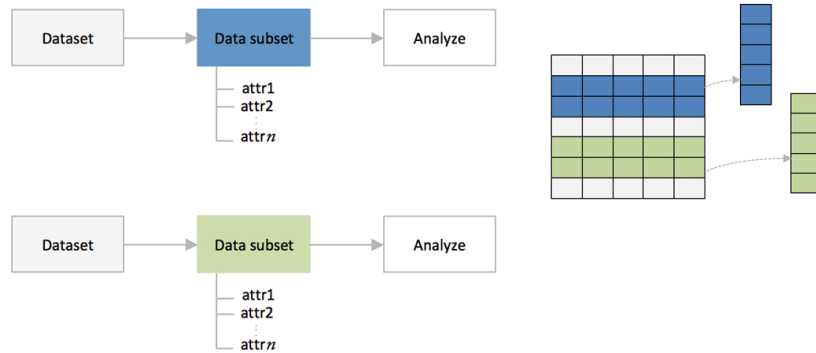 Dataset
Data subset
Analyze
attr1
attr2
attrn
Dataset
Data subset
Analyze
attr1
attr2
attrn